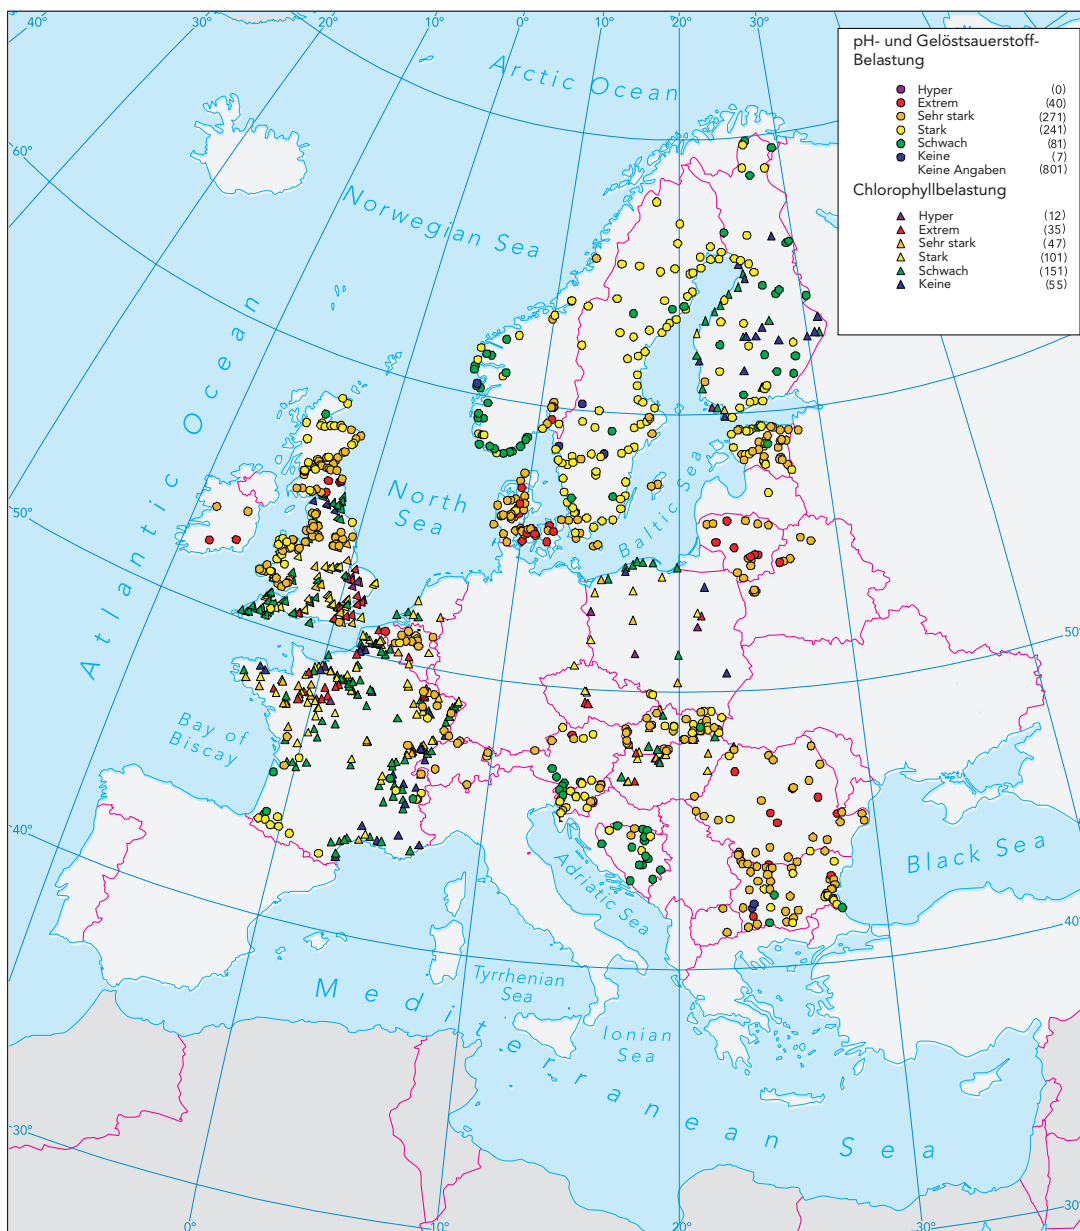 40°
30°
20°
10°
0°
10°
20°
30°
pH- und Gelöstsauerstoff-
Belastung
Hyper (0)
Extrem (40)
Sehr stark (271)
Stark (241)
Schwach (81)
Keine (7)
Keine Angaben (801)
Chlorophyllbelastung
Hyper (12)
Extrem (35)
Sehr stark (47)
Stark (101)
Schwach (151)
Keine (55)
Arctic Ocean
60°
Norwegian Sea
Atlantic Ocean
North
Sea
Baltic Sea
50°
50°
Bay of
Biscay
40°
Black Sea
Adriatic Sea
40°
Tyrrhenian
Sea
Ionian
Sea
Mediterranean Sea
30°
30°
0°
10°
20°
30°